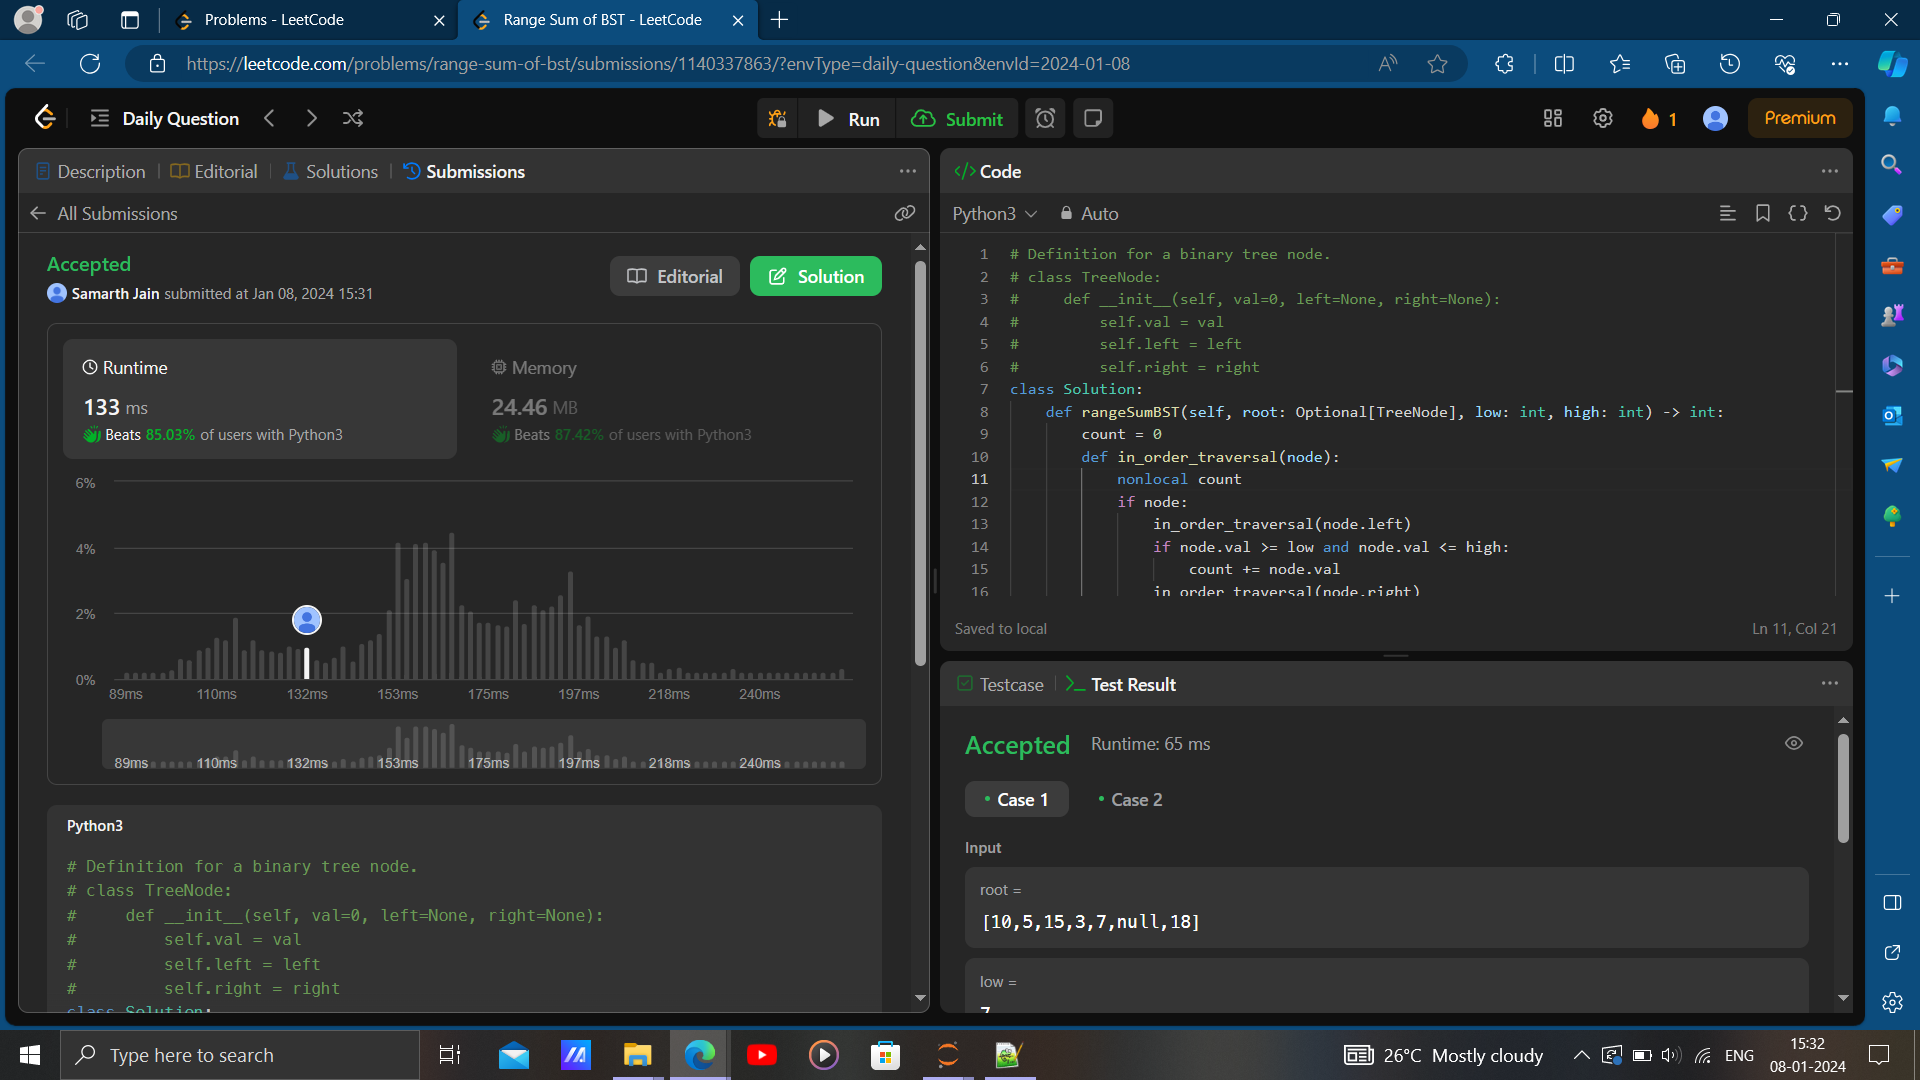 Problems - LeetCode
Range Sum of BST - LeetCode
https://leetcode.com/problems/range-sum-of-bst/submissions/1140337863/?envType=daily-question&envId=2024-01-08
Daily Question
Run
Submit
1
Premium
Description
Editorial
Solutions
Submissions
All Submissions
Accepted
Samarth Jain submitted at Jan 08, 2024 15:31
Editorial
Solution
Runtime
133 ms
Beats 85.03% of users with Python3
Memory
24.46 MB
Beats 87.42% of users with Python3
6%
4%
2%
0%
89ms 110ms 132ms 153ms 175ms 197ms 218ms 240ms
89ms 110ms 132ms 153ms 175ms 197ms 218ms 240ms
Python3
# Definition for a binary tree node.
# class TreeNode:
#     def __init__(self, val=0, left=None, right=None):
#         self.val = val
#         self.left = left
#         self.right = right
class Solution:
</> Code
Python3
Auto
1 # Definition for a binary tree node.
2 # class TreeNode:
3 #     def __init__(self, val=0, left=None, right=None):
4 #         self.val = val
5 #         self.left = left
6 #         self.right = right
7 class Solution:
8     def rangeSumBST(self, root: Optional[TreeNode], low: int, high: int) -> int:
9         count = 0
10         def in_order_traversal(node):
11             nonlocal count
12             if node:
13                 in_order_traversal(node.left)
14                 if node.val >= low and node.val <= high:
15                     count += node.val
16                 in_order_traversal(node.right)
Saved to local
Ln 11, Col 21
Testcase
Test Result
Accepted
Runtime: 65 ms
Case 1
Case 2
Input
root =
[10,5,15,3,7,null,18]
low =
7
Type here to search
26°C Mostly cloudy
ENG
15:32
08-01-2024